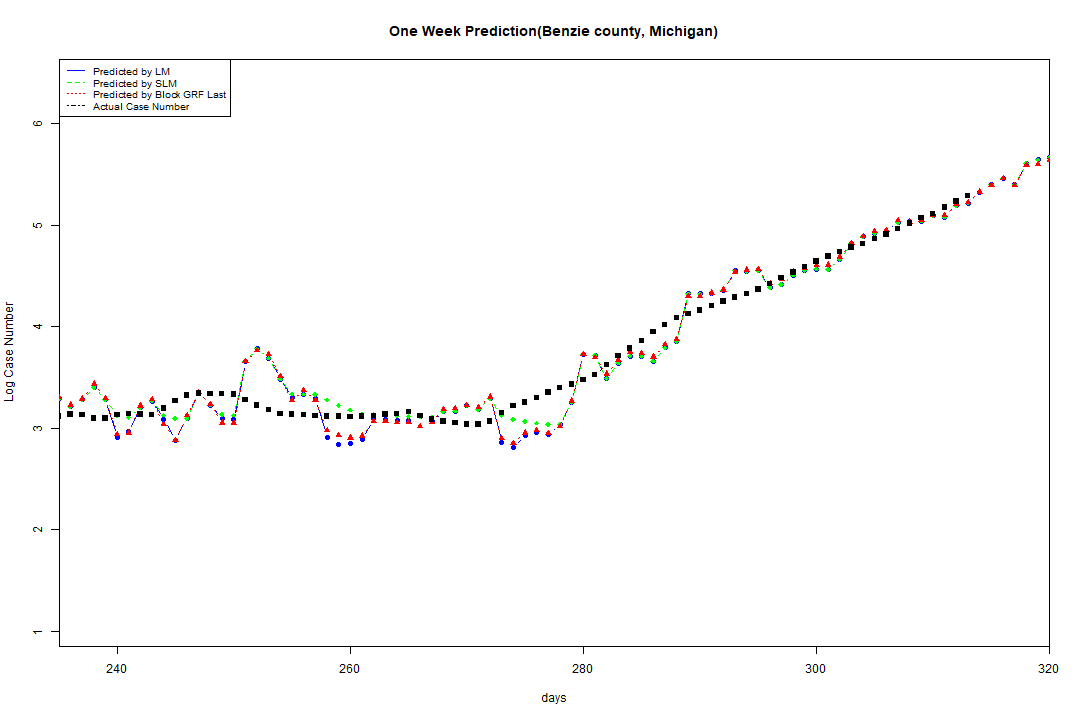 One Week Prediction(Benzie county, Michigan)
Predicted by LM
Predicted by SLM
Predicted by Block GRF Last
Actual Case Number
6
5
4
3
2
1
Log Case Number
240 260 280 300 320
days